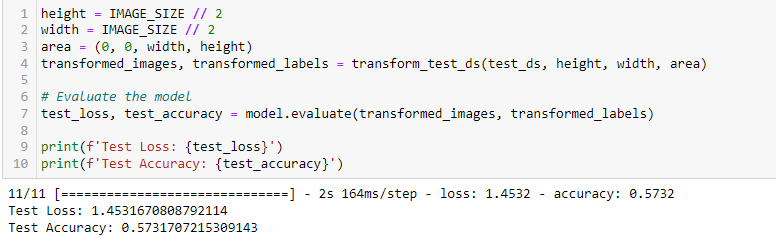 1 height = IMAGE_SIZE // 2
2 width = IMAGE_SIZE // 2
3 area = (0, 0, width, height)
4 transformed_images, transformed_labels = transform_test_ds(test_ds, height, width, area)
5
6 # Evaluate the model
7 test_loss, test_accuracy = model.evaluate(transformed_images, transformed_labels)
8
9 print(f'Test Loss: {test_loss}')
10 print(f'Test Accuracy: {test_accuracy}')
11/11 [==============================] - 2s 164ms/step - loss: 1.4532 - accuracy: 0.5732
Test Loss: 1.4531670808792114
Test Accuracy: 0.5731707215309143